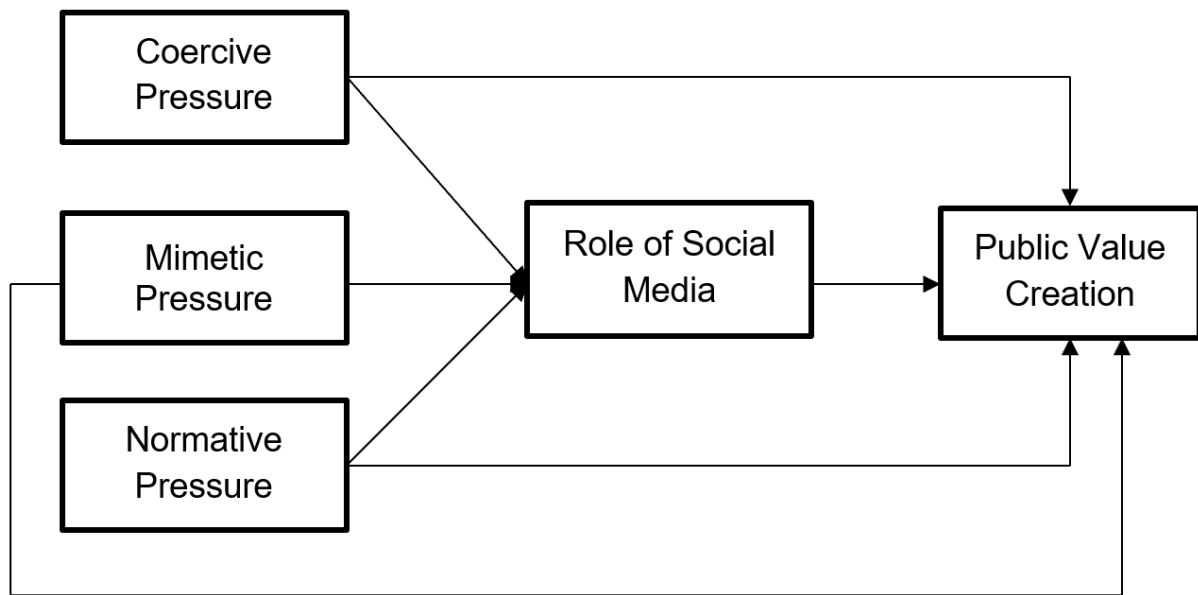 Coercive
Pressure
Mimetic
Pressure
Normative
Pressure
Role of Social
Media
Public Value
Creation